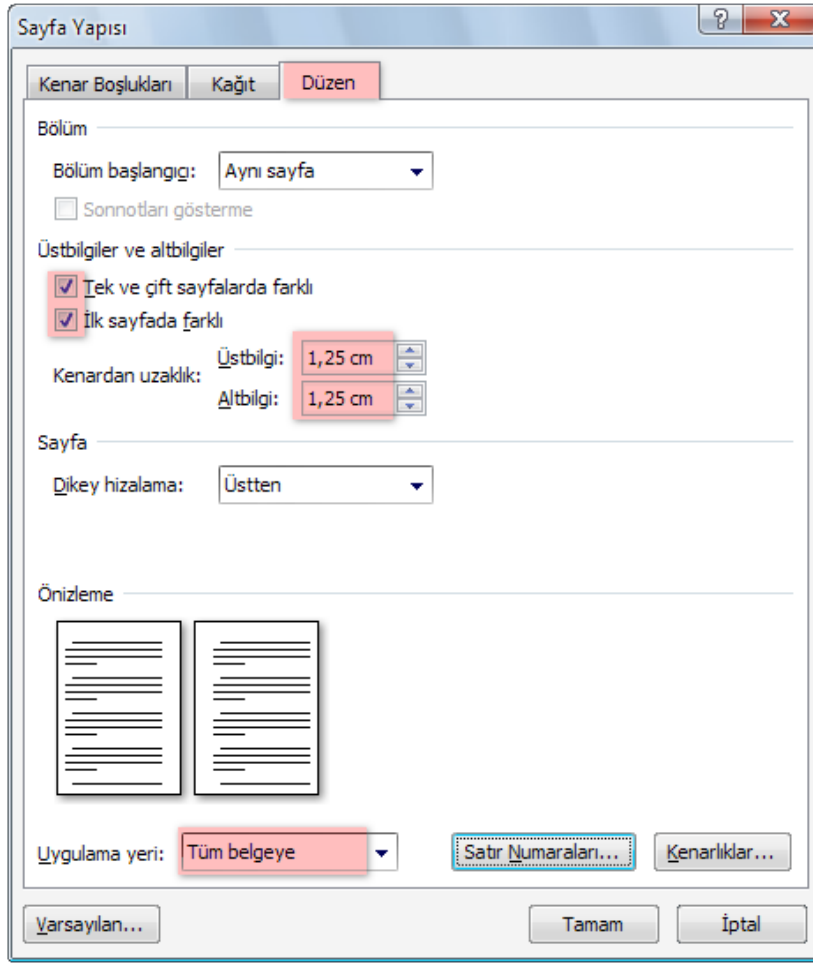 Sayfa Yapısı
Kenar Boşlukları Kağıt Düzen
Bölüm
Bölüm başlangıçı: Aynı sayfa
Sonnotları gösterme
Üstbilgiler ve altbilgiler
Tek ve çift sayfalarda farklı
İlk sayfada farklı
Kenardan uzaklık:
Üstbilgi: 1,25 cm
Altbilgi: 1,25 cm
Sayfa
Dikey hizalama: Üstten
Önizleme
Uygulama yeri: Tüm belgeye Satır Numaraları... Kenarlıklar...
Varsayılan... Tamam İptal